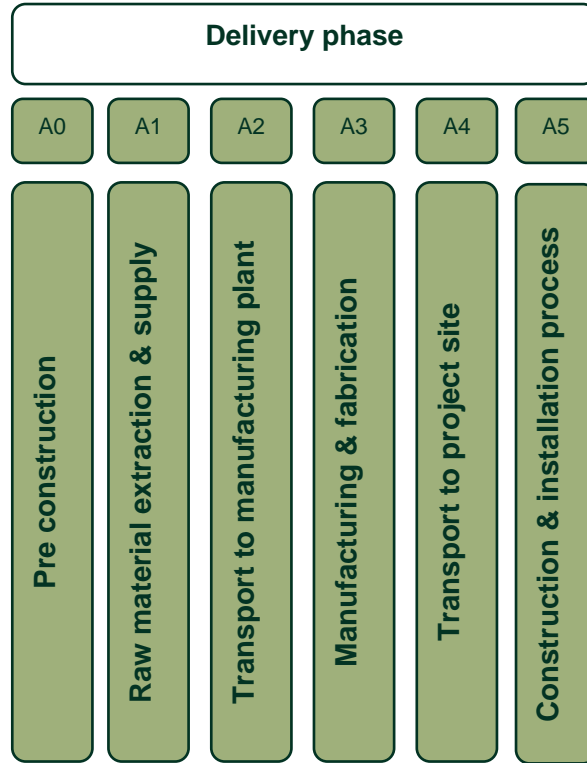 Delivery phase
A0
A1
A2
A3
A4
A5
Pre construction
Raw material extraction & supply
Transport to manufacturing plant
Manufacturing & fabrication
Transport to project site
Construction & installation process